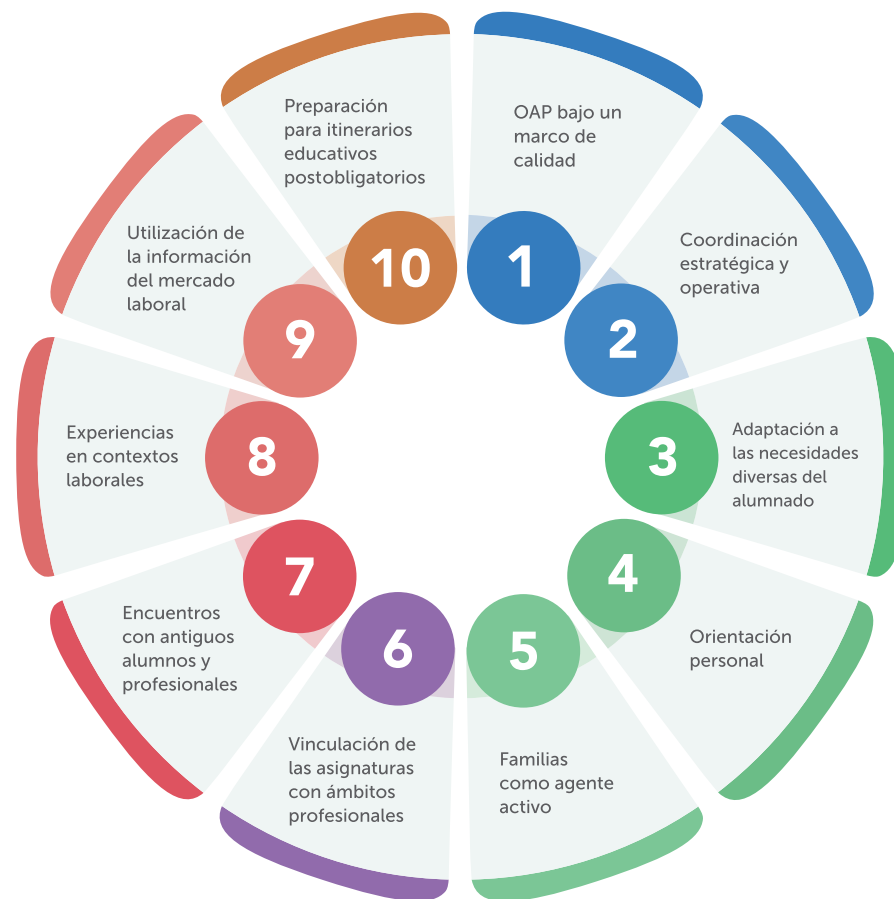 1
OAP bajo un
marco de
calidad
2
Coordinación
estratégica y
operativa
3
Adaptación a
las necesidades
diversas del
alumnado
4
Orientación
personal
5
Familias
como agente
activo
6
Vinculación de
las asignaturas
con ámbitos
profesionales
7
Encuentros
con antiguos
alumnos y
profesionales
8
Experiencias
en contextos
laborales
9
Utilización de
la información
del mercado
laboral
10
Preparación
para itinerarios
educativos
postobligatorios